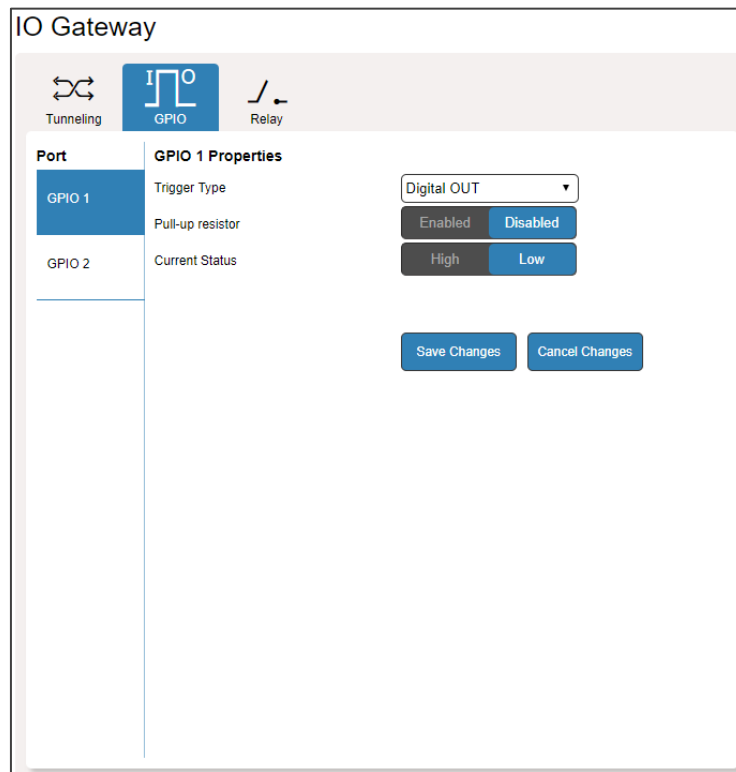 IO Gateway
I O
Tunneling GPIO Relay
Port GPIO 1 Properties
GPIO 1 Trigger Type Digital OUT
Pull-up resistor Enabled Disabled
GPIO 2 Current Status High Low
Save Changes Cancel Changes